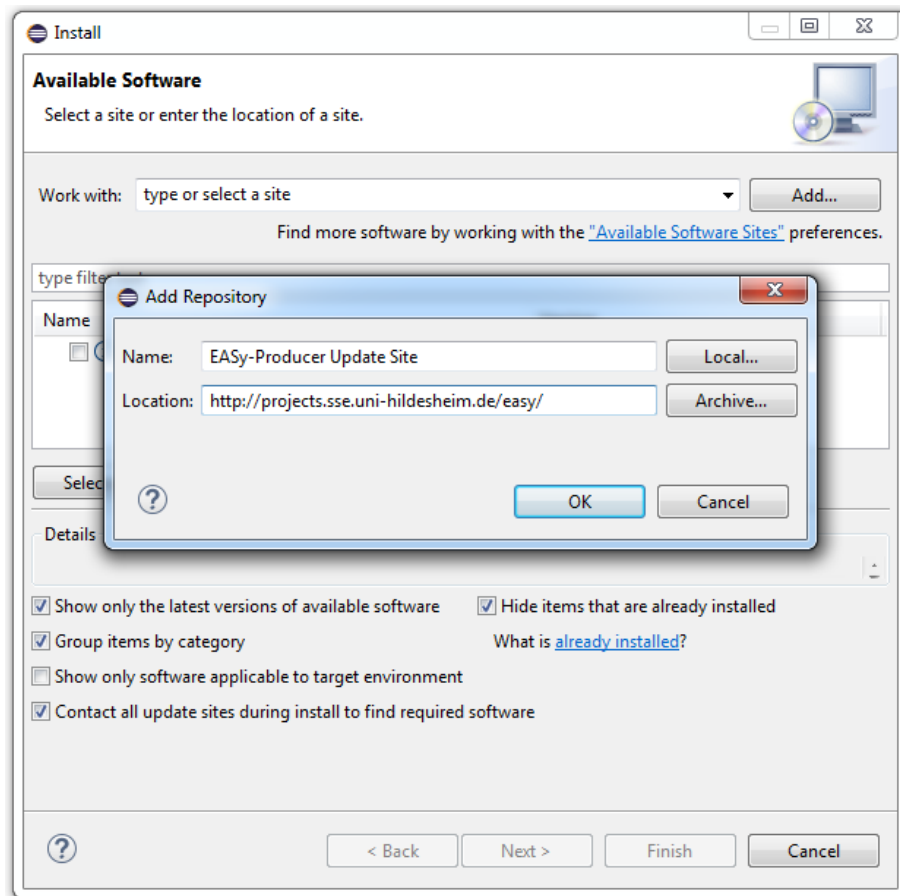 Install
Available Software
Select a site or enter the location of a site.
Work with: type or select a site Add...
Find more software by working with the "Available Software Sites" preferences.
type filte
Add Repository
Name
Name: EASy-Producer Update Site Local...
Location: http://projects.sse.uni-hildesheim.de/easy/ Archive...
Selec
OK Cancel
Details
Show only the latest versions of available software Hide items that are already installed
Group items by category What is already installed?
Show only software applicable to target environment
Contact all update sites during install to find required software
< Back Next > Finish Cancel